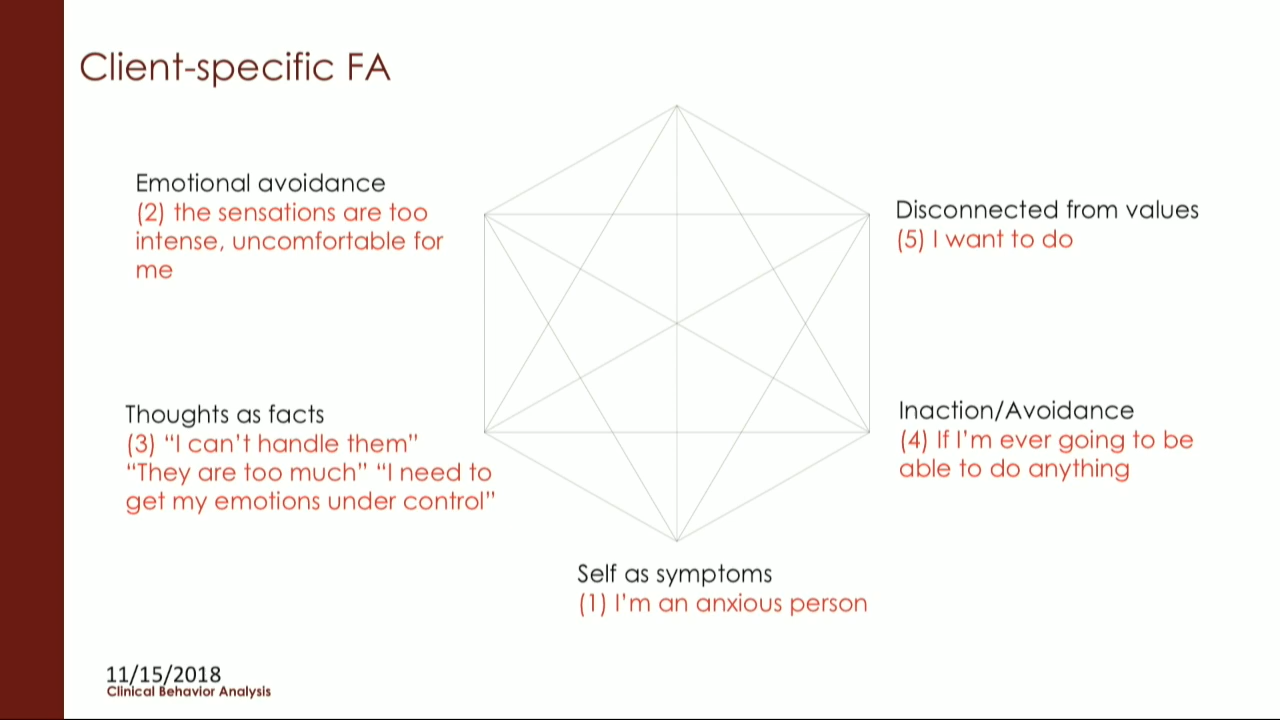 Client-specific FA
Emotional avoidance
(2) the sensations are too
intense, uncomfortable for
me
Disconnected from values
(5) I want to do
Thoughts as facts
(3) “I can’t handle them”
“They are too much” “I need to
get my emotions under control”
Inaction/Avoidance
(4) If I’m ever going to be
able to do anything
Self as symptoms
(1) I’m an anxious person
11/15/2018
Clinical Behavior Analysis